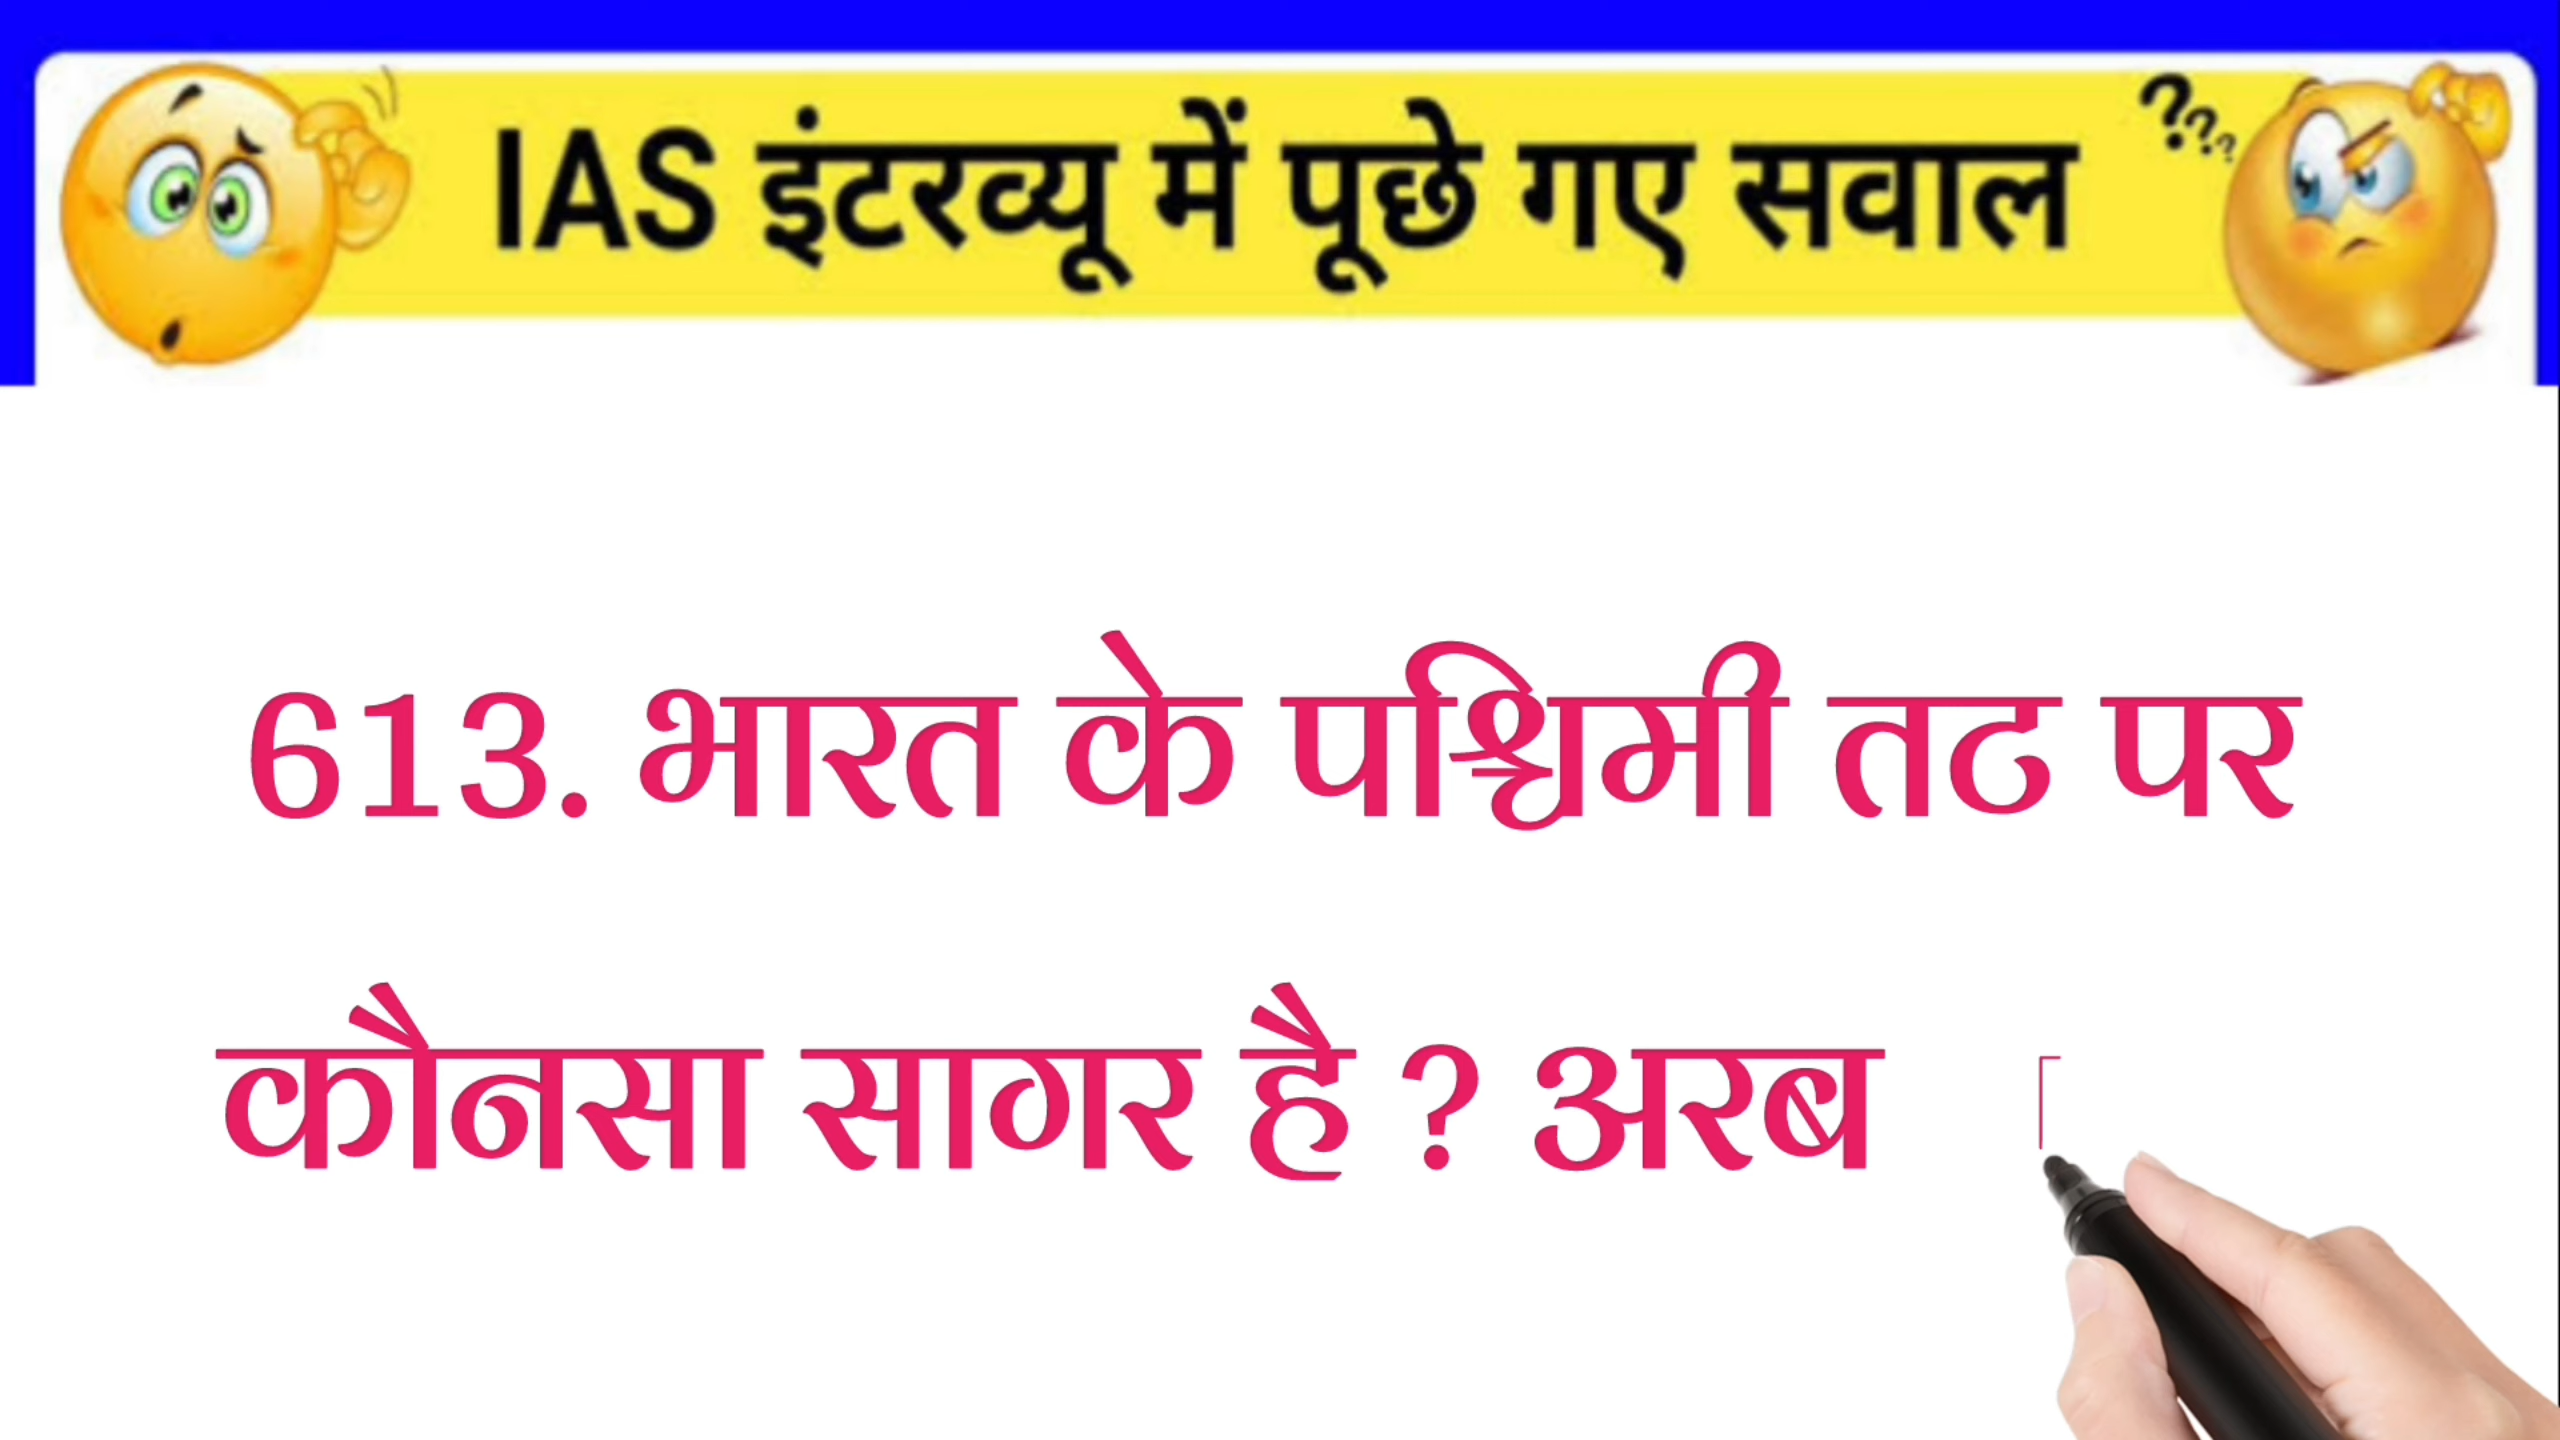 IAS इंटरव्यू में पूछे गए सवाल
???
613. भारत के पश्चिमी तट पर
कौनसा सागर है ? अरब